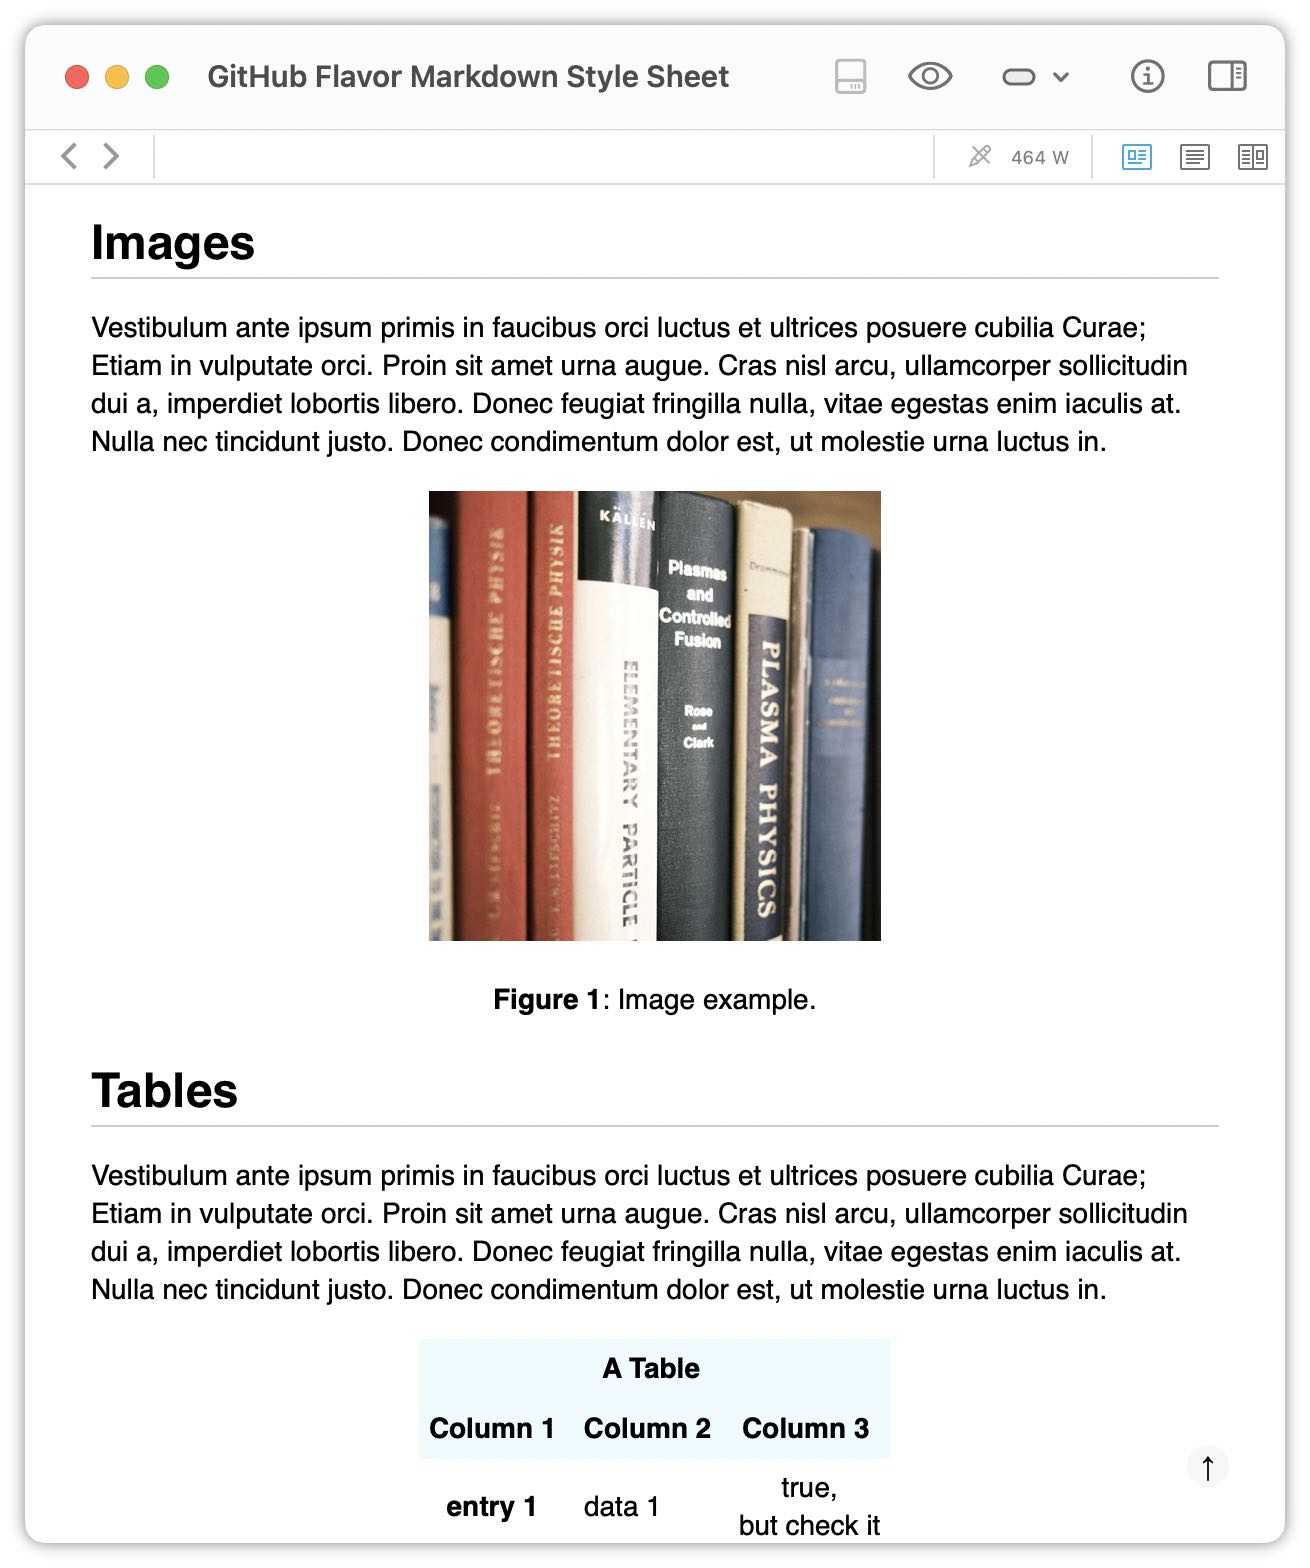 GitHub Flavor Markdown Style Sheet
464 W
Images
Vestibulum ante ipsum primis in faucibus orci luctus et ultrices posuere cubilia Curae;
Etiam in vulputate orci. Proin sit amet urna augue. Cras nisl arcu, ullamcorper sollicitudin
dui a, imperdiet lobortis libero. Donec feugiat fringilla nulla, vitae egestas enim iaculis at.
Nulla nec tincidunt justo. Donec condimentum dolor est, ut molestie urna luctus in.
THEORETISCHE PHYSIK
THEORETISCHE PHYSIK
KÄLLÉN
ELEMENTARY PARTICLE
Plasmas
and
Controlled
Fusion
Rose
and
Clark
PLASMA PHYSICS
Figure 1: Image example.
Tables
Vestibulum ante ipsum primis in faucibus orci luctus et ultrices posuere cubilia Curae;
Etiam in vulputate orci. Proin sit amet urna augue. Cras nisl arcu, ullamcorper sollicitudin
dui a, imperdiet lobortis libero. Donec feugiat fringilla nulla, vitae egestas enim iaculis at.
Nulla nec tincidunt justo. Donec condimentum dolor est, ut molestie urna luctus in.
A Table
Column 1 Column 2 Column 3
entry 1 data 1 true,
but check it